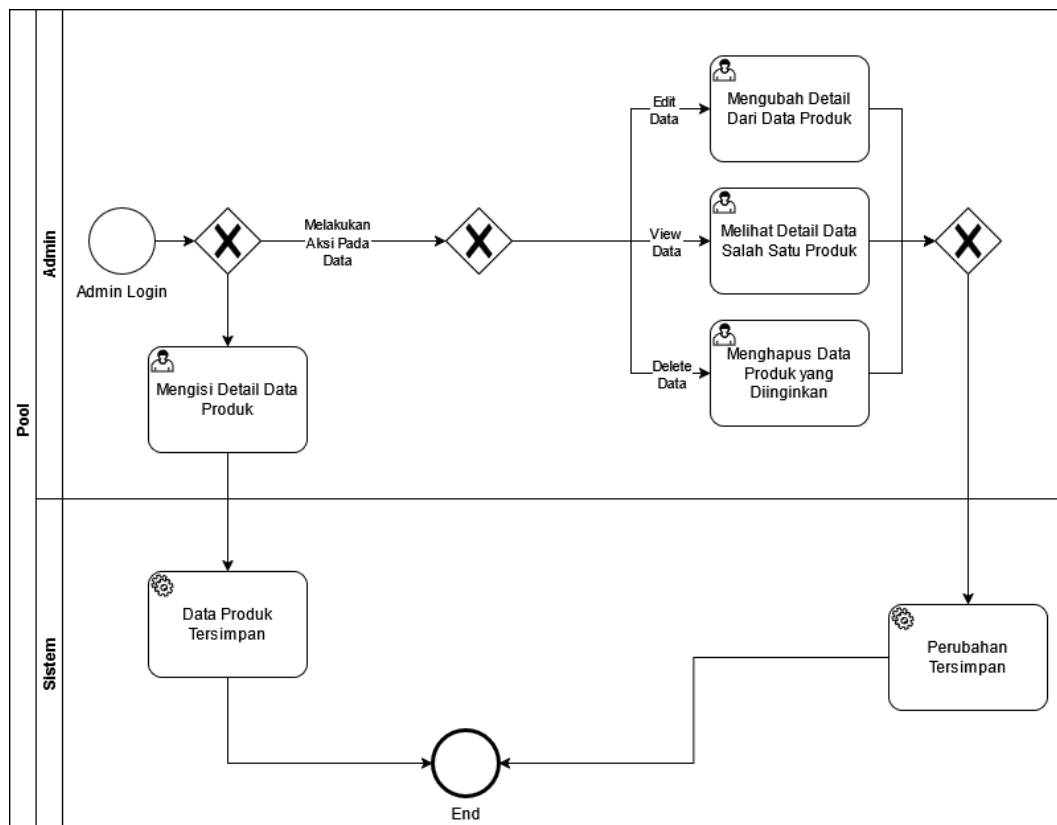 Pool
Admin
Sistem
Admin Login
Melakukan
Aksi Pada
Data
Edit
Data
View
Data
Delete
Data
Mengubah Detail
Dari Data Produk
Melihat Detail Data
Salah Satu Produk
Menghapus Data
Produk yang
Diinginkan
Mengisi Detail Data
Produk
Data Produk
Tersimpan
Perubahan
Tersimpan
End